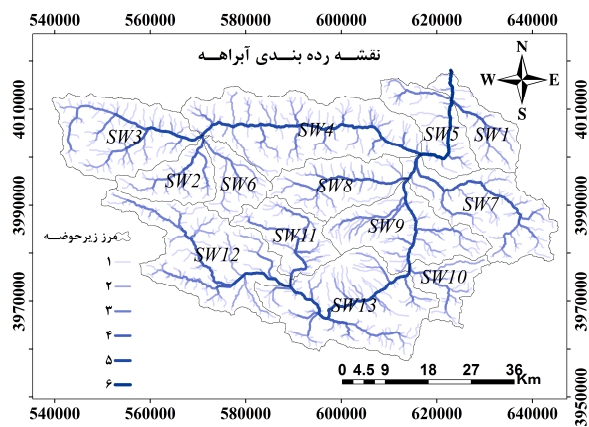 540000 560000 580000 600000 620000 640000
نقشه رده بندی آبراهه
N
W E
S
4010000 4010000
SW3 SW4 SW5 SW1
SW2 SW6 SW8 SW7
3990000 3990000
SW9
SW11
SW12
مرز زیرحوضه
SW10
۱
۲
3970000 3970000
SW13
۳
۴
۵
۶
0 4.5 9 18 27 36
Km
3950000
540000 560000 580000 600000 620000 640000